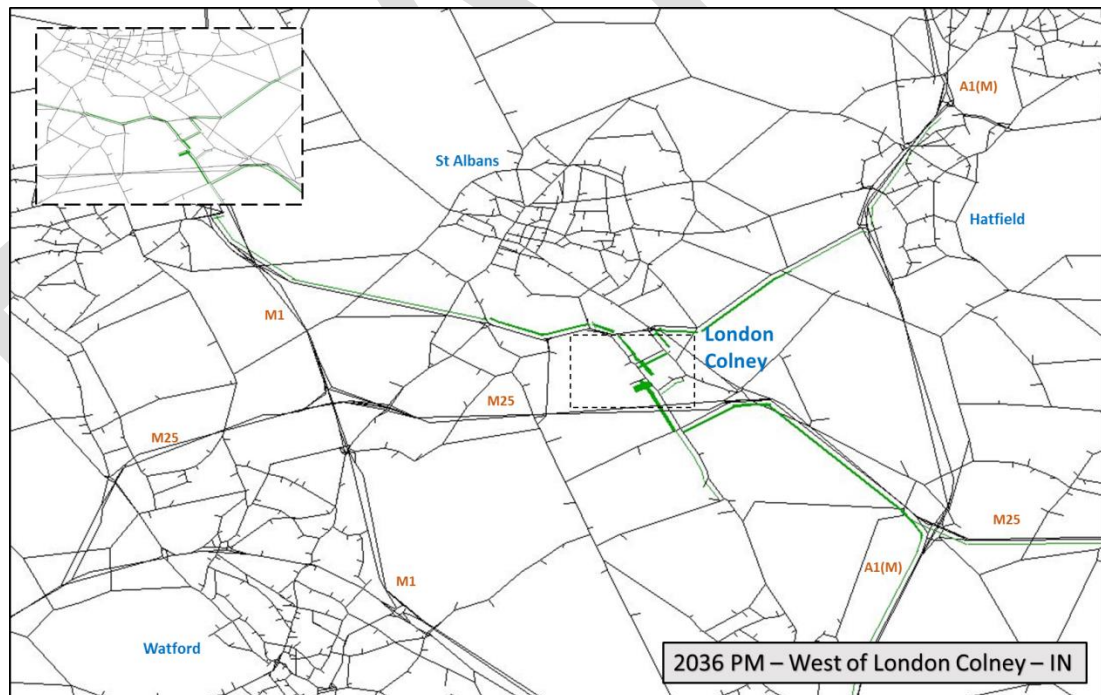 A1(M)
St Albans
Hatfield
M1
London
Colney
M25
M25
M25
A1(M)
M1
Watford
2036 PM – West of London Colney – IN